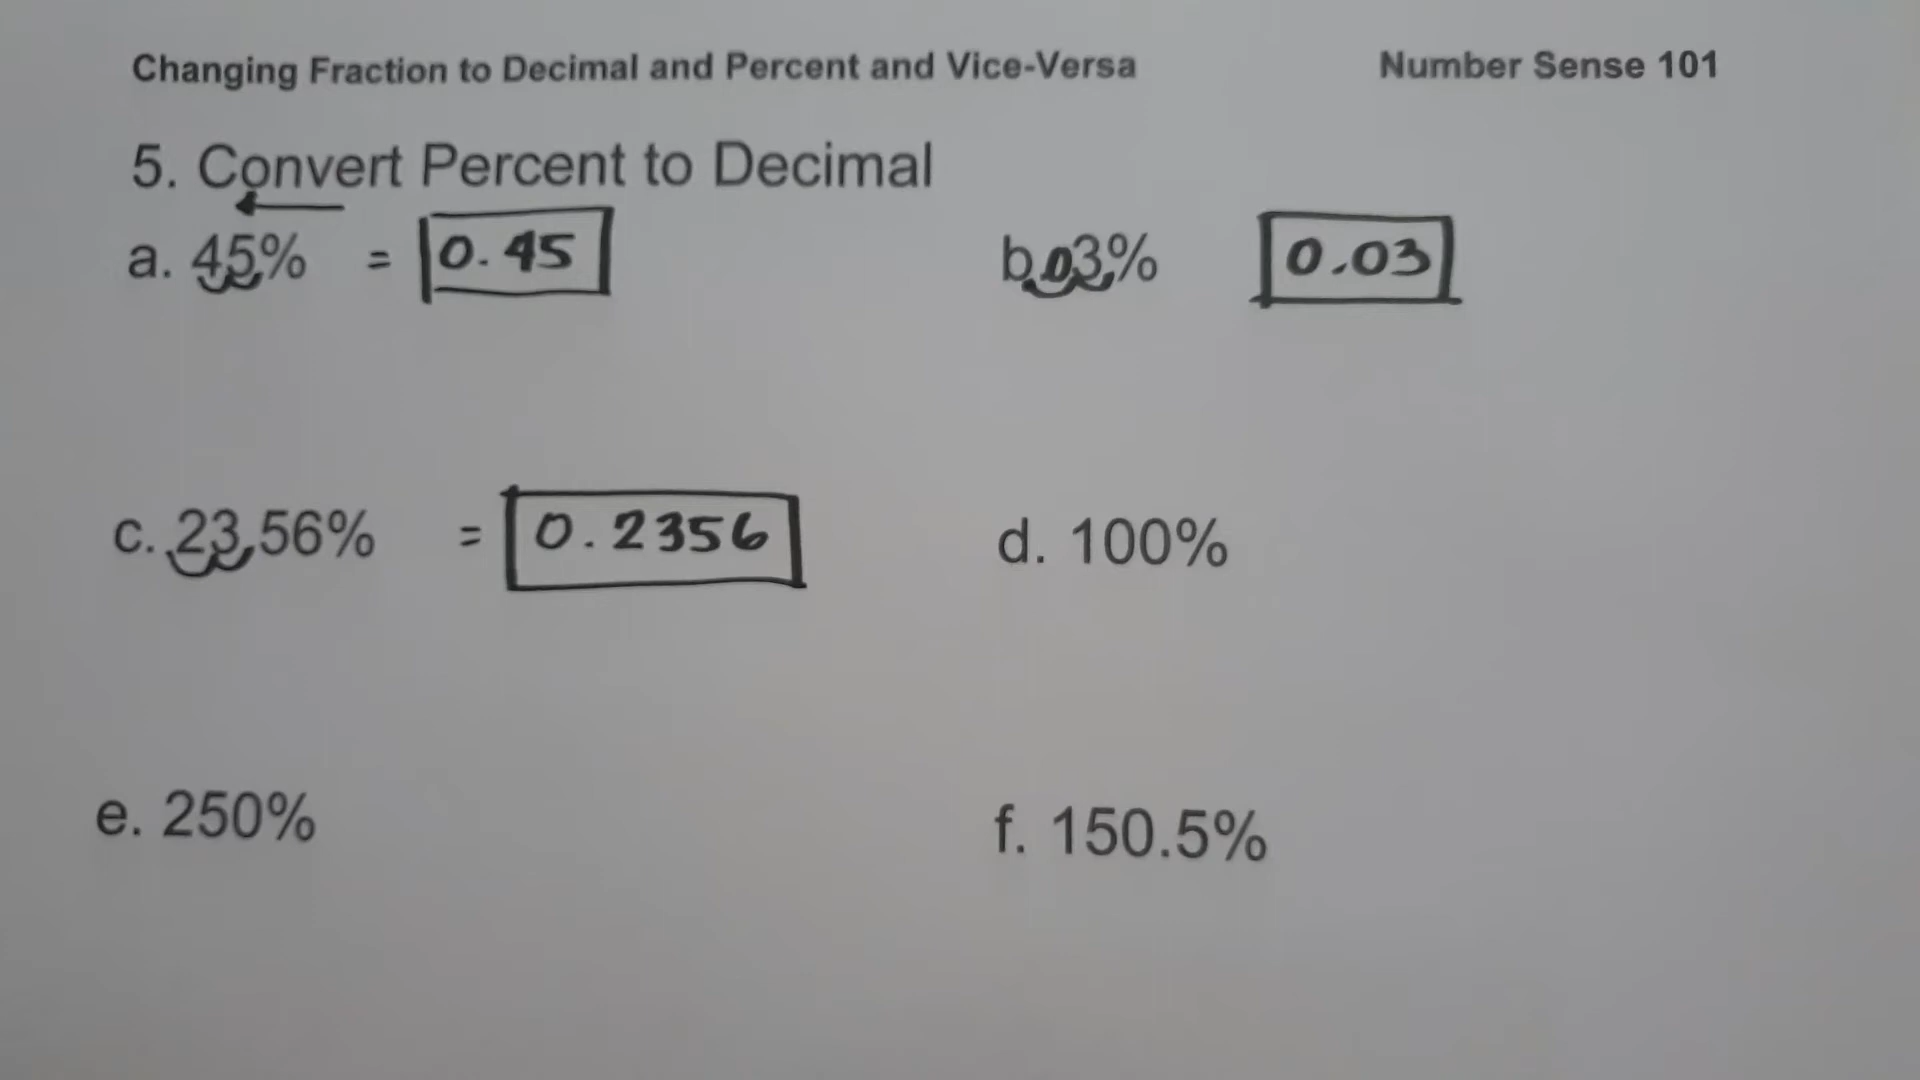 Changing Fraction to Decimal and Percent and Vice-Versa Number Sense 101
5. Convert Percent to Decimal
a. 45% = 0.45 b. 03% 0.03
c. 23.56% = 0.2356 d. 100%
e. 250% f. 150.5%